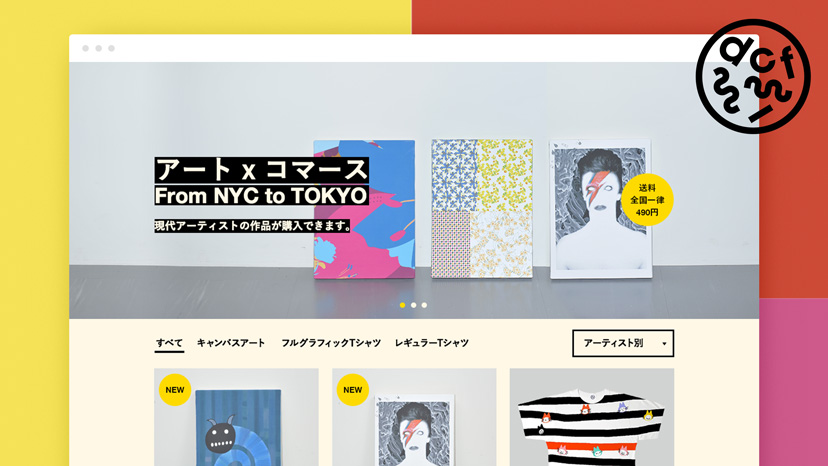 dcf
アート x コマース
From NYC to TOKYO
現代アーティストの作品が購入できます。
送料
全国一律
490円
すべて
キャンバスアート
フルグラフィックTシャツ
レギュラーTシャツ
アーティスト別
NEW
NEW